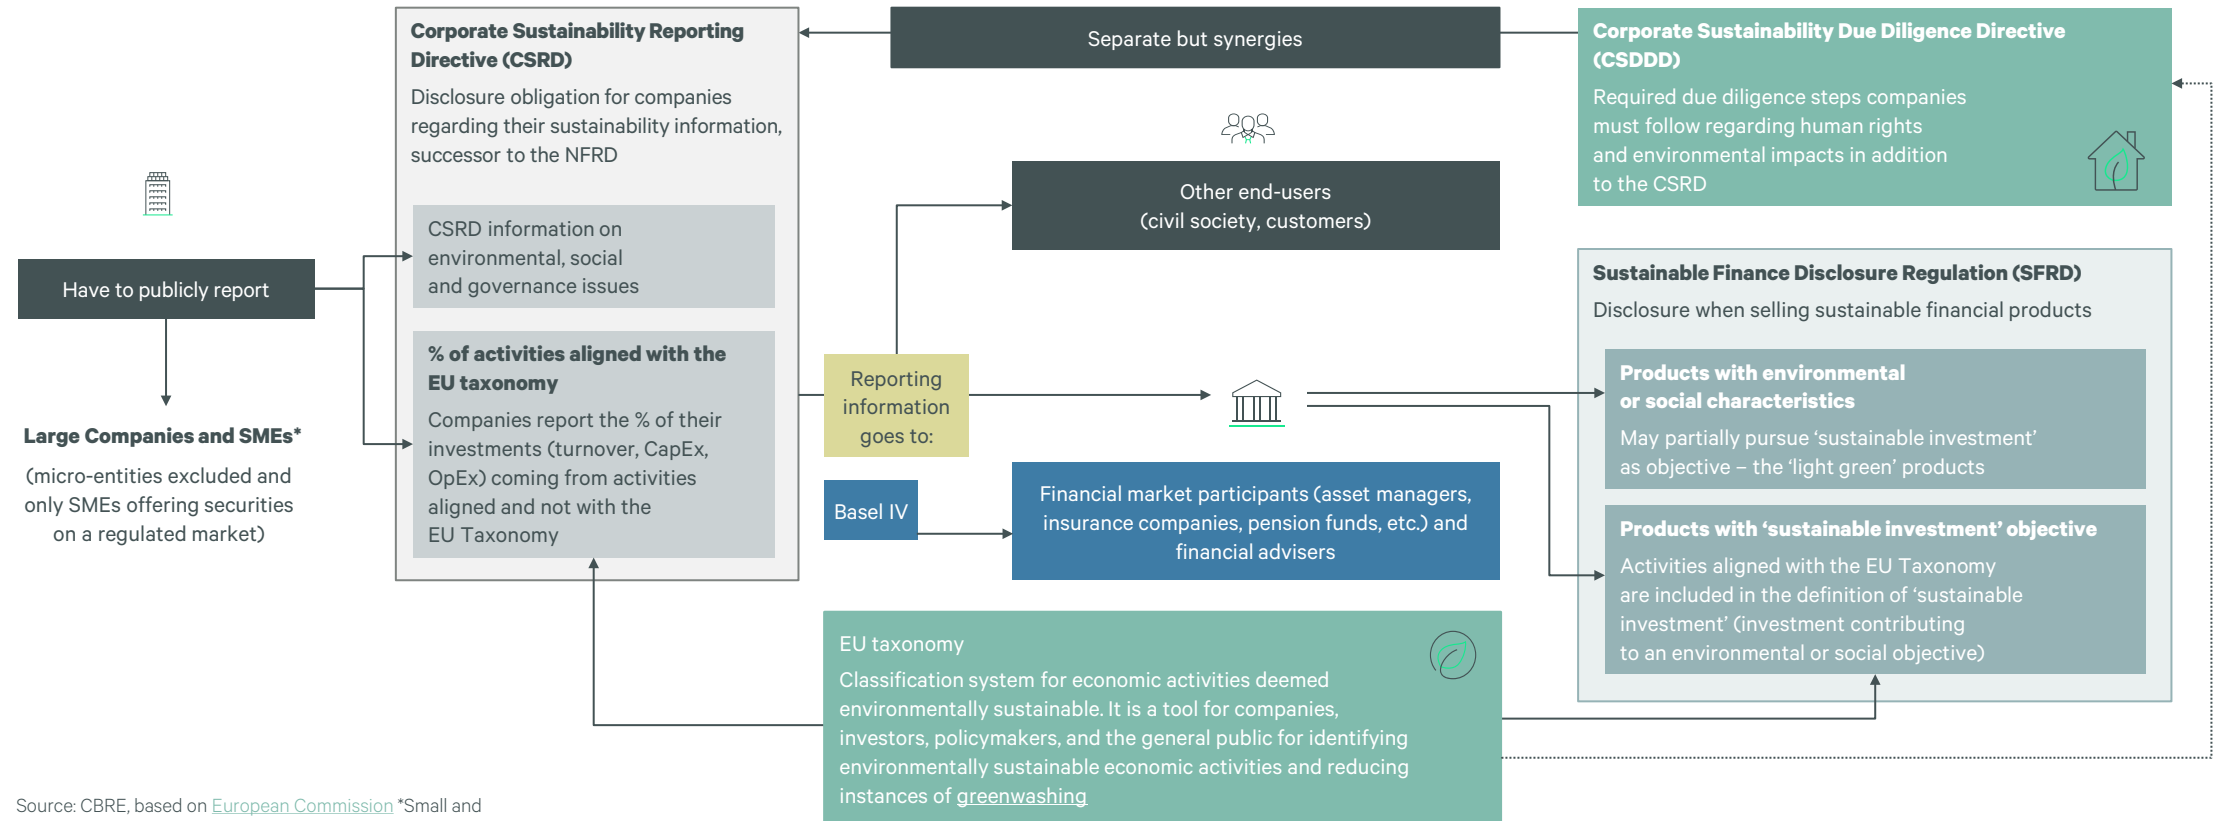 Have to publicly report
Large Companies and SMEs*
(micro-entities excluded and
only SMEs offering securities
on a regulated market)
Corporate Sustainability Reporting
Directive (CSRD)
Disclosure obligation for companies
regarding their sustainability information,
successor to the NFRD
CSRD information on
environmental, social
and governance issues
% of activities aligned with the
EU taxonomy
Companies report the % of their
investments (turnover, CapEx,
OpEx) coming from activities
aligned and not with the
EU Taxonomy
Separate but synergies
Other end-users
(civil society, customers)
Reporting
information
goes to:
Basel IV
Financial market participants (asset managers,
insurance companies, pension funds, etc.) and
financial advisers
EU taxonomy
Classification system for economic activities deemed
environmentally sustainable. It is a tool for companies,
investors, policymakers, and the general public for identifying
environmentally sustainable economic activities and reducing
instances of greenwashing
Corporate Sustainability Due Diligence Directive
(CSDDD)
Required due diligence steps companies
must follow regarding human rights
and environmental impacts in addition
to the CSRD
Sustainable Finance Disclosure Regulation (SFRD)
Disclosure when selling sustainable financial products
Products with environmental
or social characteristics
May partially pursue ‘sustainable investment’
as objective – the ‘light green’ products
Products with ‘sustainable investment’ objective
Activities aligned with the EU Taxonomy
are included in the definition of ‘sustainable
investment’ (investment contributing
to an environmental or social objective)
Source: CBRE, based on European Commission *Small and